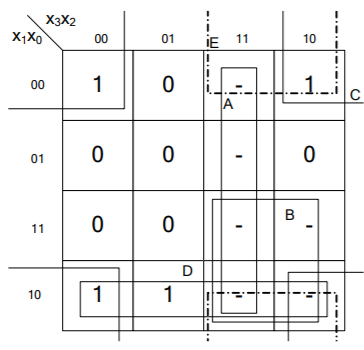 x3x2
x1x0
00 01 11 10
E
00 1 0 - 1
A
C
01 0 0 - 0
11 0 0 - B -
D
10 1 1 - -